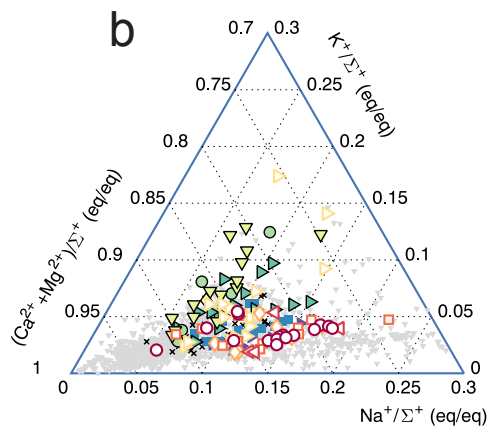 b
0.7 0.3
K⁺/Σ⁺ (eq/eq)
0.75 0.25
0.8 0.2
0.85 0.15
(Ca²⁺+Mg²⁺)/Σ⁺ (eq/eq)
0.9 0.1
0.95 0.05
1 0
0 0.05 0.1 0.15 0.2 0.25 0.3
Na⁺/Σ⁺ (eq/eq)